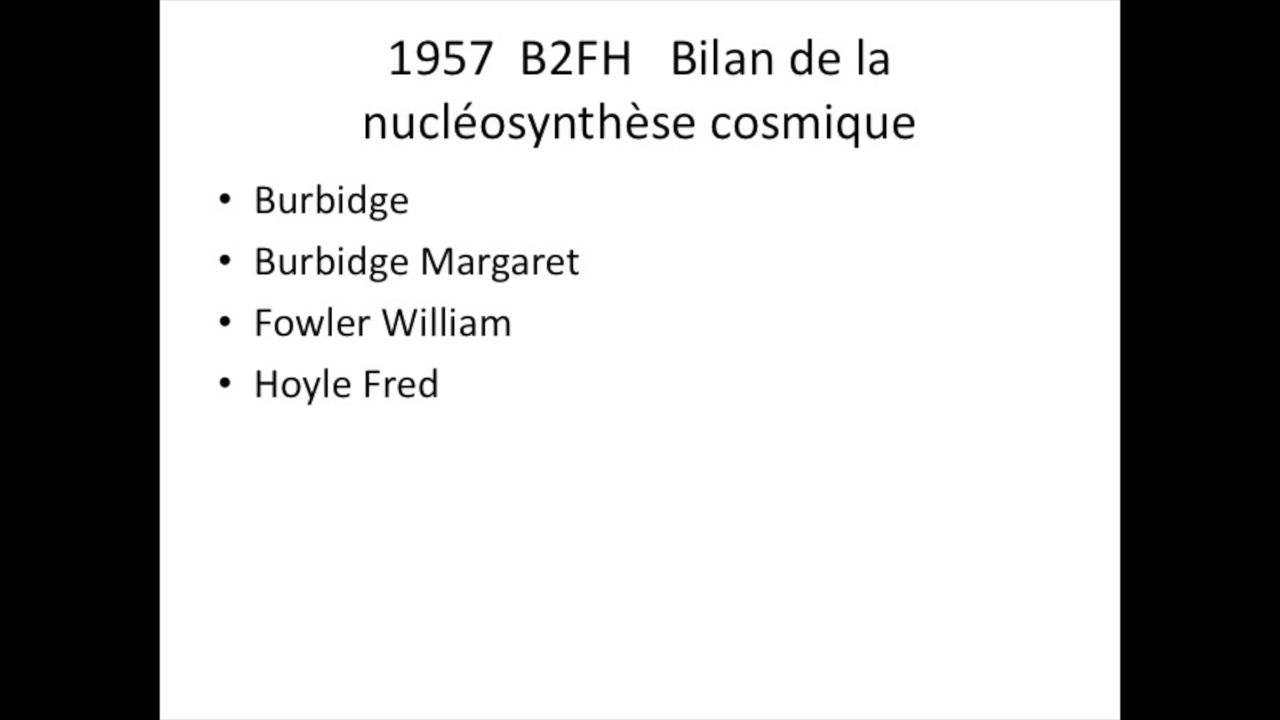 1957  B2FH   Bilan de la
nucléosynthèse cosmique
• Burbidge
• Burbidge Margaret
• Fowler William
• Hoyle Fred